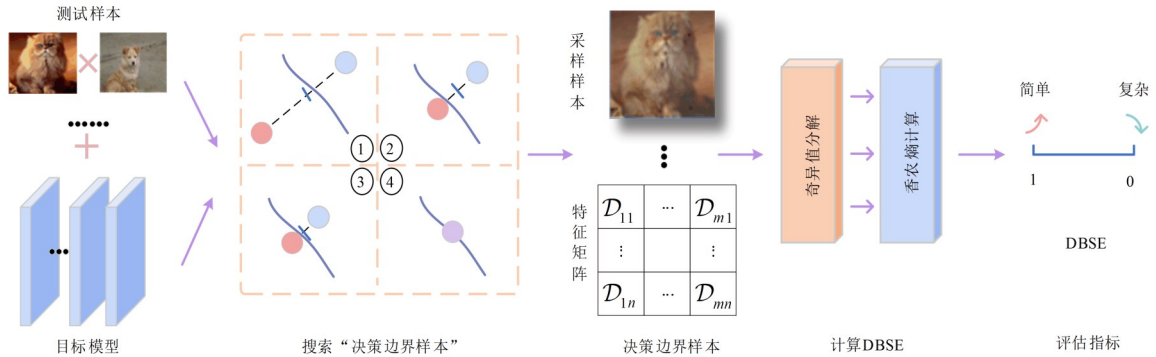 测试样本
目标模型
①
②
③
④
搜索“决策边界样本”
采样样本
特征矩阵
𝒟11 ··· 𝒟m1
⋮ ⋮
𝒟1n ··· 𝒟mn
决策边界样本
奇异值分解
香农熵计算
计算DBSE
简单
复杂
1
0
DBSE
评估指标